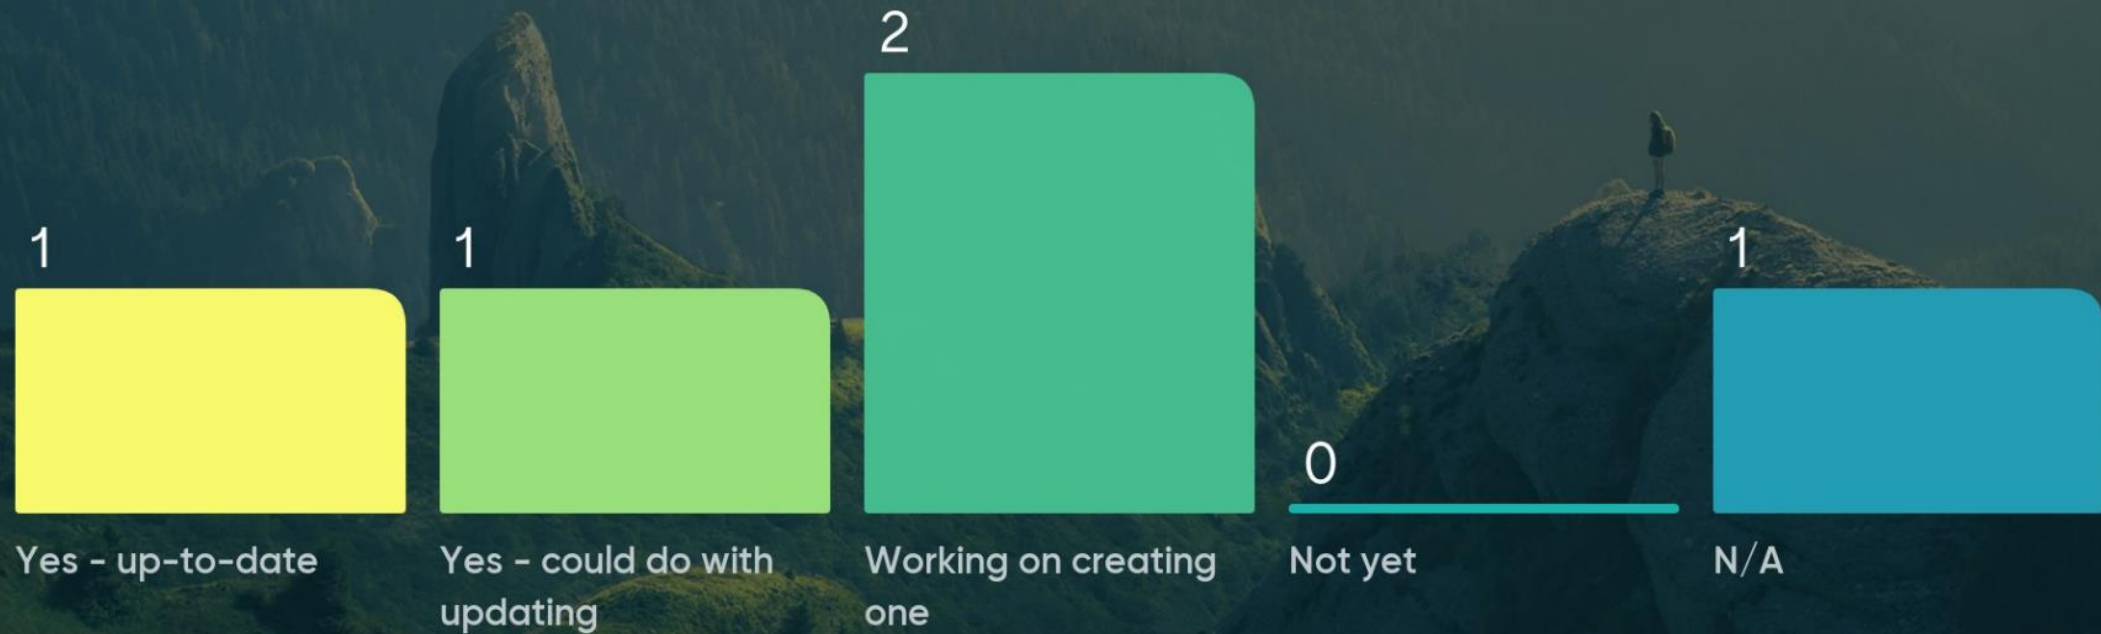 2
1
1
1
0
Yes - up-to-date
Yes - could do with
updating
Working on creating
one
Not yet
N/A